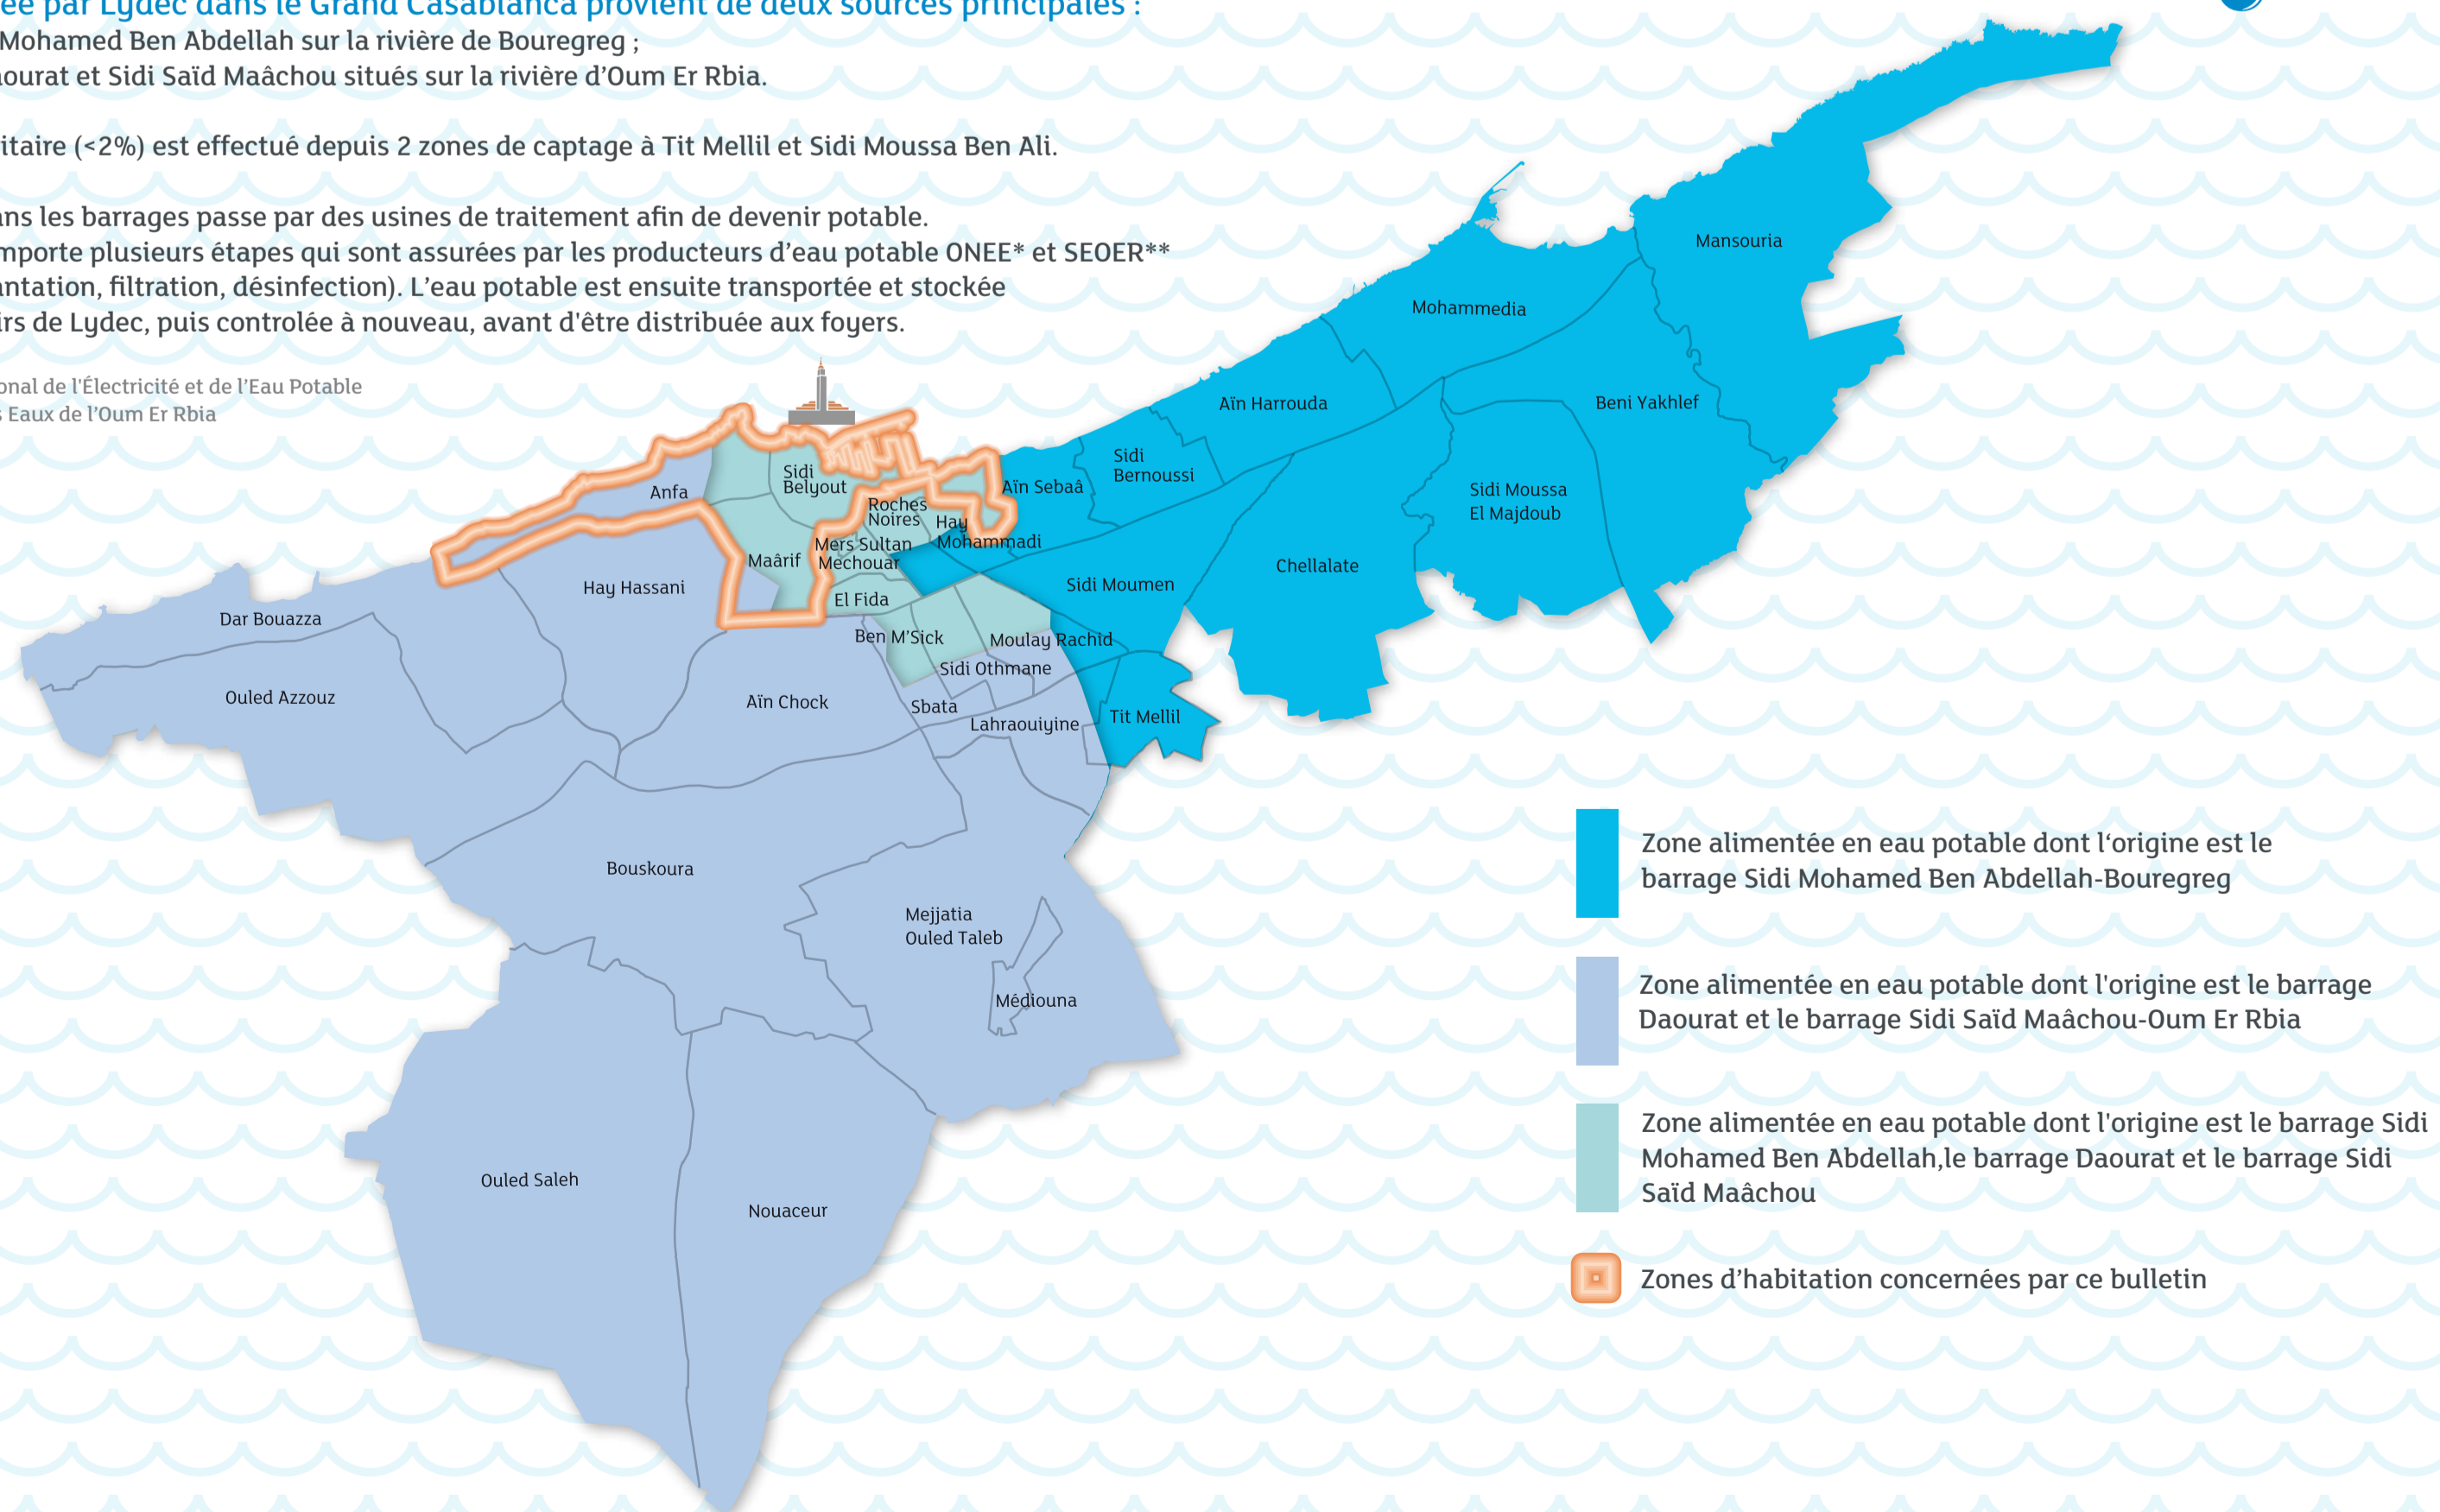 ée par Lydec dans le Grand Casablanca provient de deux sources principales :
Mohamed Ben Abdellah sur la rivière de Bouregreg ;
aourat et Sidi Saïd Maâchou situés sur la rivière d'Oum Er Rbia.
itaire (<2%) est effectué depuis 2 zones de captage à Tit Mellil et Sidi Moussa Ben Ali.
ans les barrages passe par des usines de traitement afin de devenir potable.
mporte plusieurs étapes qui sont assurées par les producteurs d'eau potable ONEE* et SEOER**
antation, filtration, désinfection). L'eau potable est ensuite transportée et stockée
irs de Lydec, puis controlée à nouveau, avant d'être distribuée aux foyers.
onal de l'Électricité et de l'Eau Potable
s Eaux de l'Oum Er Rbia
Mansouria
Mohammedia
Aïn Harrouda
Beni Yakhlef
Sidi
Bernoussi
Sidi
Belyout
Anfa
Aïn Sebaâ
Sidi Moussa
El Majdoub
Roches
Noires
Hay
Mohammadi
Mers Sultan
Mechouar
Maârif
Chellalate
Hay Hassani
Sidi Moumen
El Fida
Dar Bouazza
Ben M'Sick
Moulay Rachid
Sidi Othmane
Ouled Azzouz
Aïn Chock
Sbata
Tit Mellil
Lahraouiyine
Bouskoura
Mejjatia
Ouled Taleb
Médiouna
Ouled Saleh
Nouaceur
Zone alimentée en eau potable dont l'origine est le
barrage Sidi Mohamed Ben Abdellah-Bouregreg
Zone alimentée en eau potable dont l'origine est le barrage
Daourat et le barrage Sidi Saïd Maâchou-Oum Er Rbia
Zone alimentée en eau potable dont l'origine est le barrage Sidi
Mohamed Ben Abdellah,le barrage Daourat et le barrage Sidi
Saïd Maâchou
Zones d'habitation concernées par ce bulletin